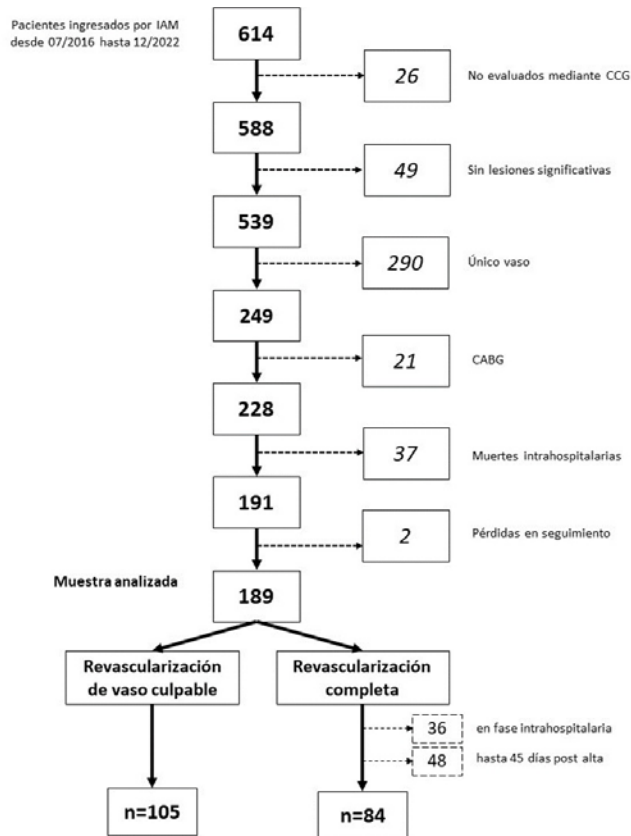 Pacientes ingresados por IAM
desde 07/2016 hasta 12/2022
614
26
No evaluados mediante CCG
588
49
Sin lesiones significativas
539
290
Único vaso
249
21
CABG
228
37
Muertes intrahospitalarias
191
2
Pérdidas en seguimiento
Muestra analizada
189
Revascularización
de vaso culpable
Revascularización
completa
36
en fase intrahospitalaria
48
hasta 45 días post alta
n=105
n=84